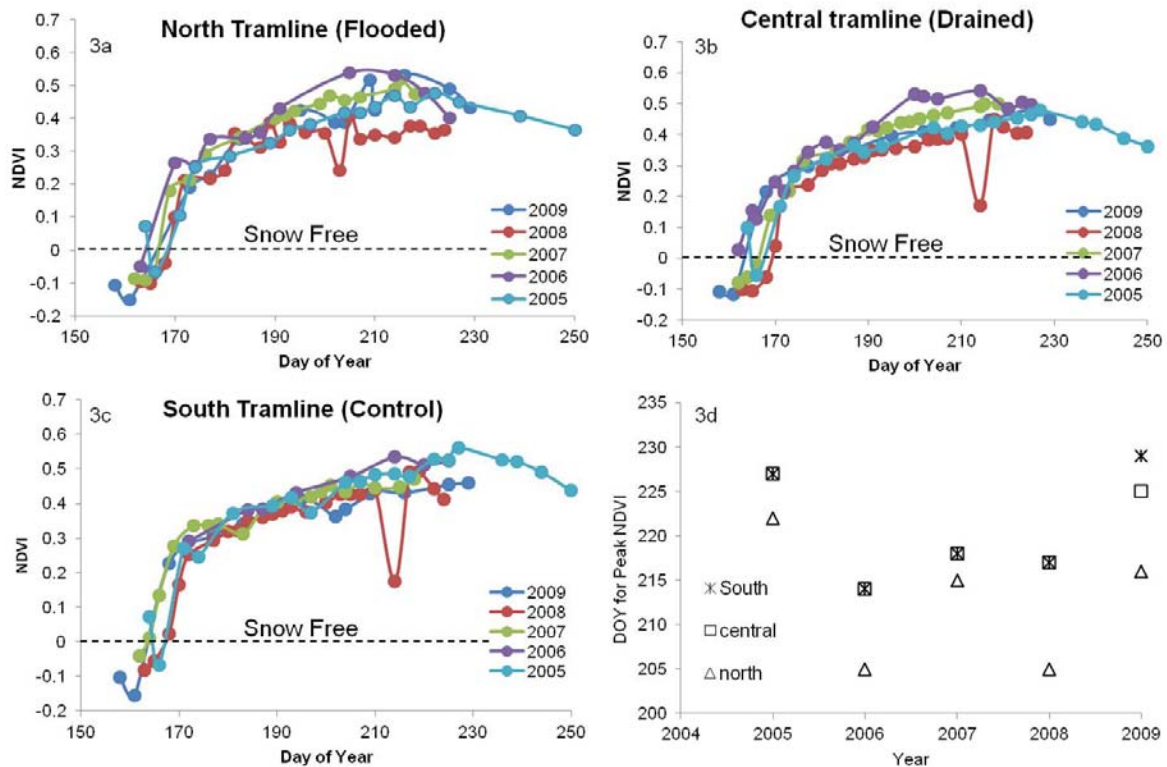 North Tramline (Flooded)
3a
0.7
0.6
0.5
0.4
0.3
0.2
0.1
0
-0.1
-0.2
NDVI
Snow Free
2009
2008
2007
2006
2005
150 170 190 210 230 250
Day of Year
Central tramline (Drained)
3b
0.7
0.6
0.5
0.4
0.3
0.2
0.1
0
-0.1
-0.2
NDVI
Snow Free
2009
2008
2007
2006
2005
150 170 190 210 230 250
Day of Year
South Tramline (Control)
3c
0.7
0.6
0.5
0.4
0.3
0.2
0.1
0
-0.1
-0.2
NDVI
Snow Free
2009
2008
2007
2006
2005
150 170 190 210 230 250
Day of Year
3d
235
230
225
220
215
210
205
200
DOY for Peak NDVI
South
central
north
2004 2005 2006 2007 2008 2009
Year